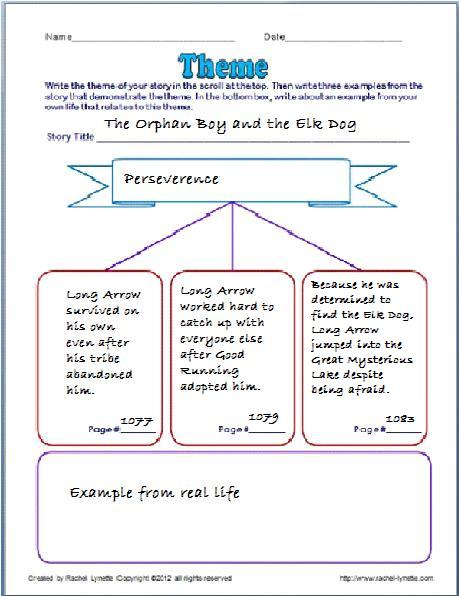 Name Date
Theme
Write the theme of your story in the scroll at the top. Then write three examples from the
story that demonstrate the theme. In the bottom box, write about an example from your
own life that relates to this theme.
The Orphan Boy and the Elk Dog
Story Title
Perseverence
Long Arrow
survived on
his own
even after
his tribe
abandoned
him.
1077
Page#
Long Arrow
worked hard to
catch up with
everyone else
after Good
Running
adopted him.
1079
Page#
Because he was
determined to
find the Elk Dog,
Long Arrow
jumped into the
Great Mysterious
Lake despite
being afraid.
1083
Page#
Example from real life
Created by Rachel Lynette Copyright ©2012 all rights reserved http://www.rachel-lynette.com